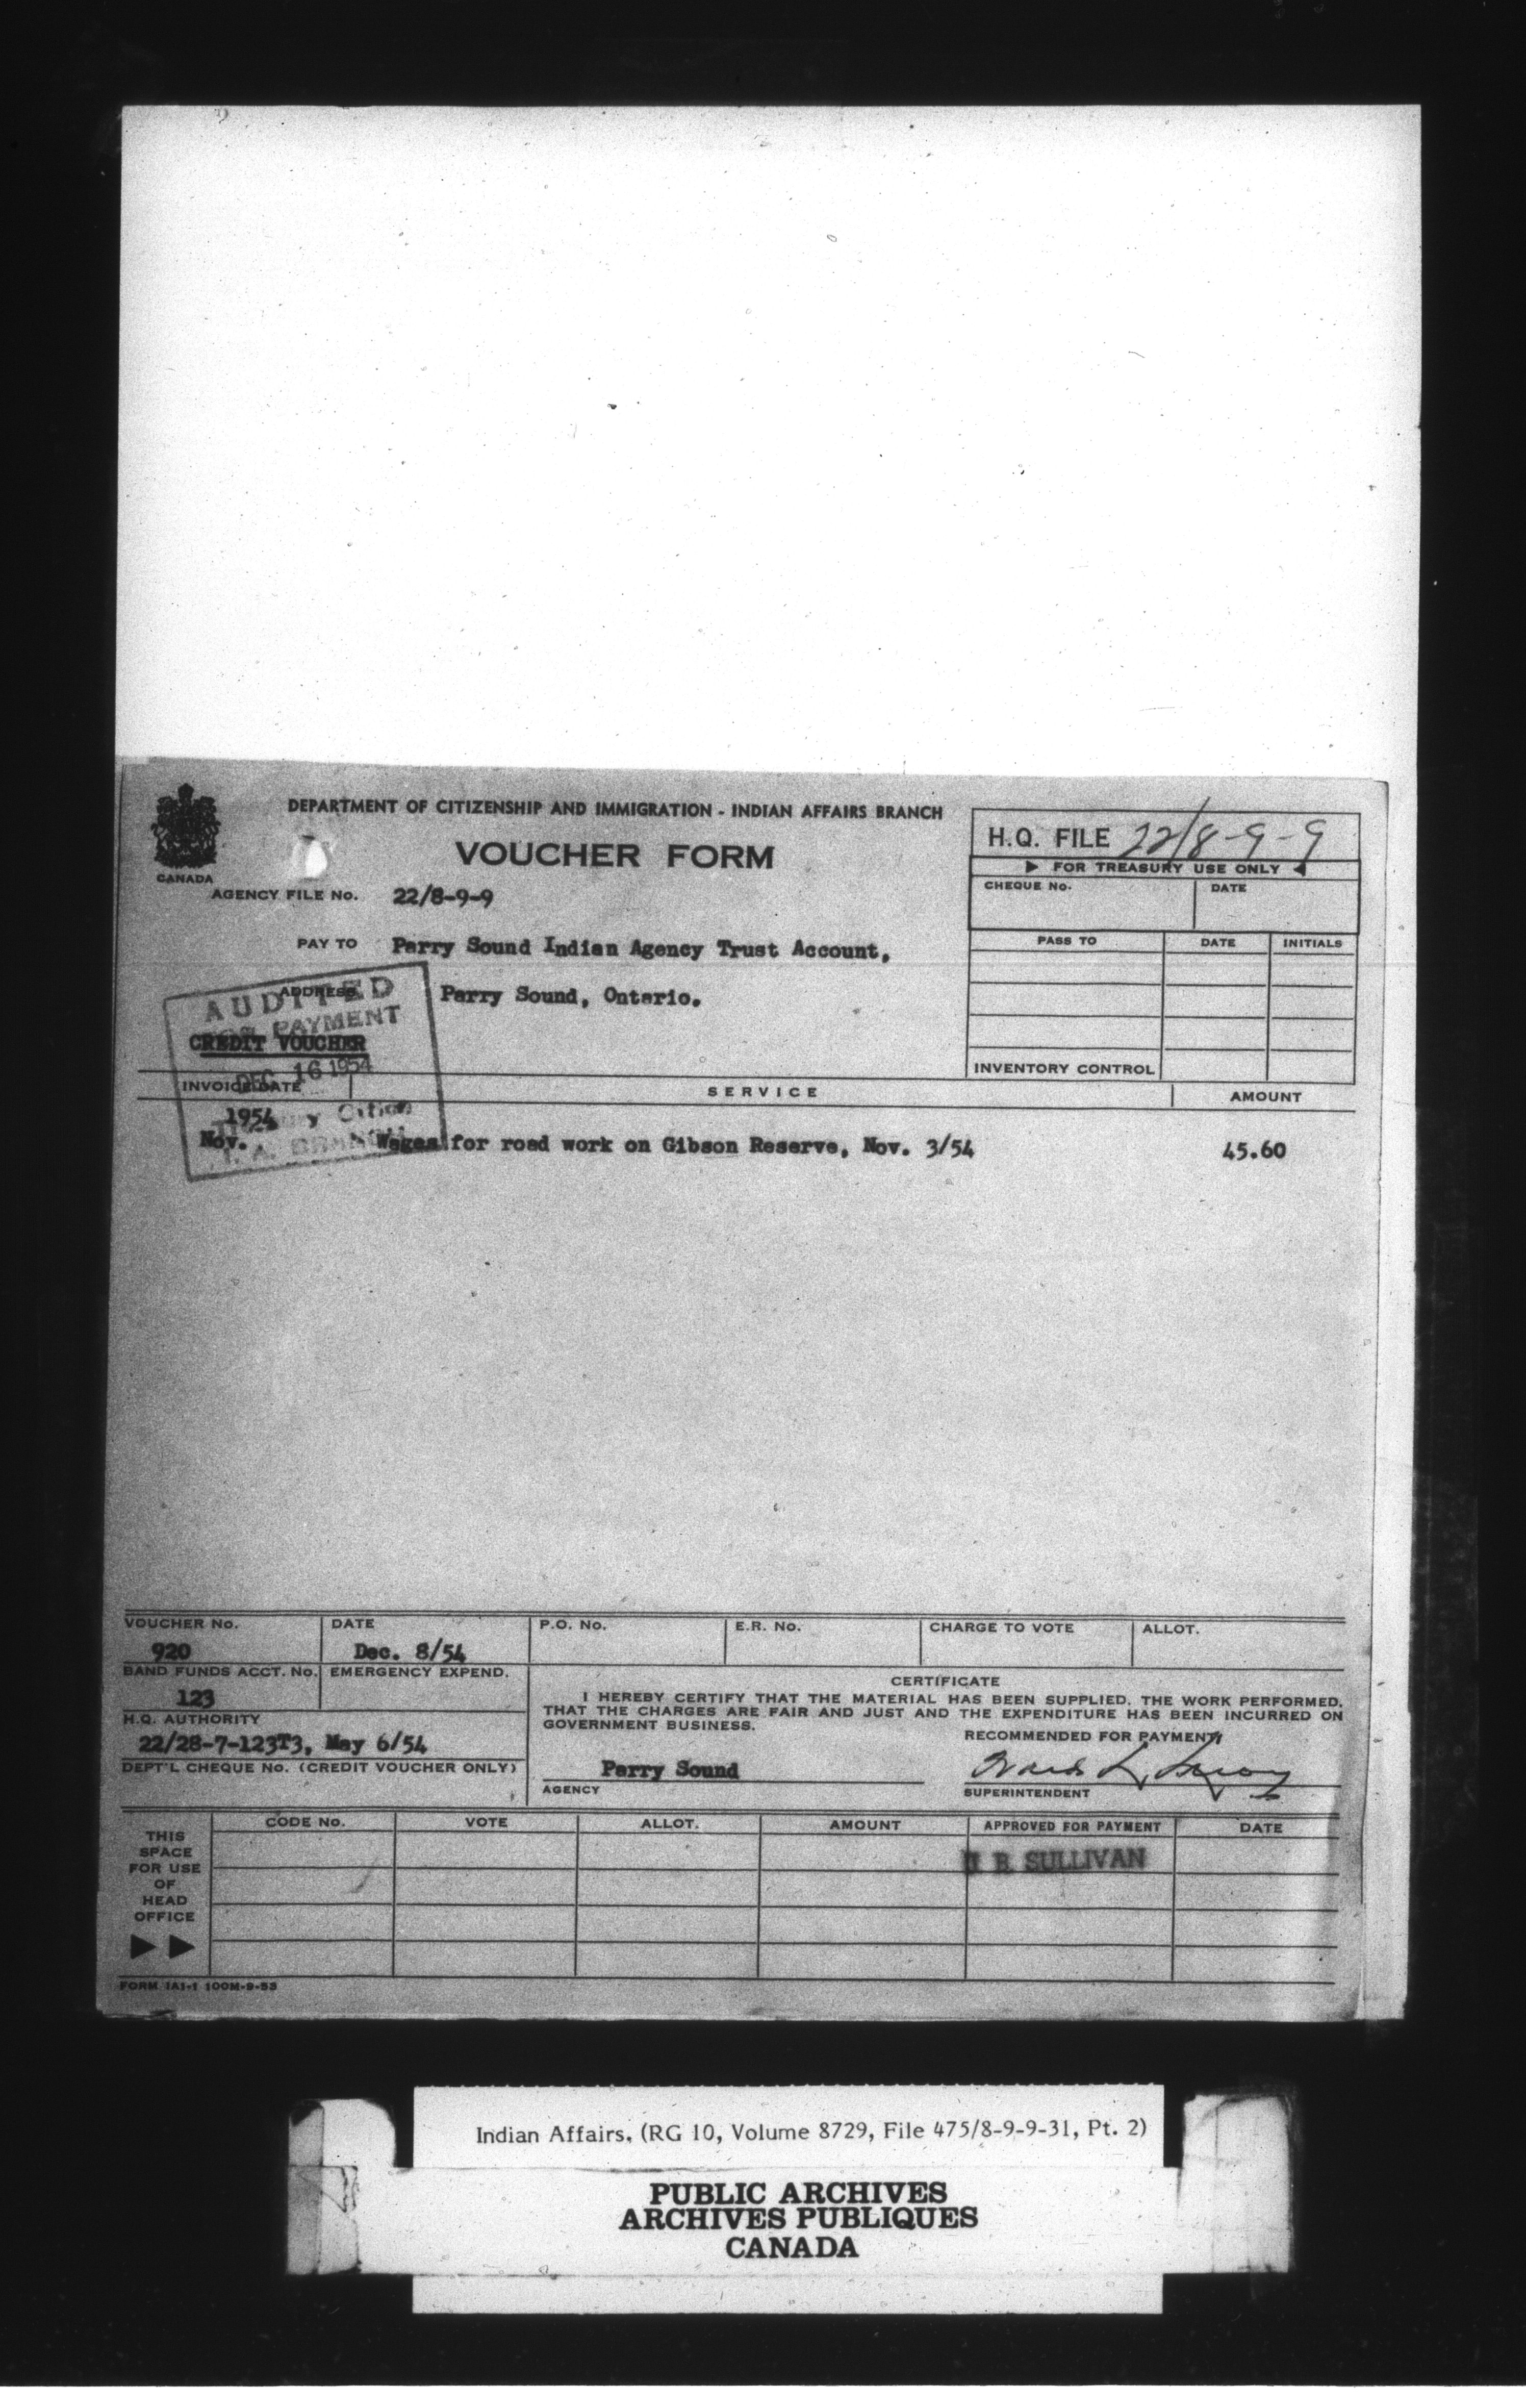 DEPARTMENT OF CITIZENSHIP AND IMMIGRATION - INDIAN AFFAIRS BRANCH
VOUCHER FORM
CANADA
H.Q. FILE 22/8-9-9
▶ FOR TREASURY USE ONLY ◀
CHEQUE No. DATE
AGENCY FILE No. 22/8-9-9
PAY TO Parry Sound Indian Agency Trust Account,
PASS TO DATE INITIALS
ADDRESS Parry Sound, Ontario.
AUDITED
FOR PAYMENT
CREDIT VOUCHER
DEC 16 1954
INVENTORY CONTROL
INVOICE DATE SERVICE AMOUNT
1954
Nov. Wages for road work on Gibson Reserve, Nov. 3/54 45.60
VOUCHER No. DATE P.O. No. E.R. No. CHARGE TO VOTE ALLOT.
920 Dec. 8/54
BAND FUNDS ACCT. No. EMERGENCY EXPEND.
123
CERTIFICATE
I HEREBY CERTIFY THAT THE MATERIAL HAS BEEN SUPPLIED, THE WORK PERFORMED,
THAT THE CHARGES ARE FAIR AND JUST AND THE EXPENDITURE HAS BEEN INCURRED ON
GOVERNMENT BUSINESS.
H.Q. AUTHORITY
22/28-7-123T3, May 6/54
RECOMMENDED FOR PAYMENT
DEPT'L CHEQUE No. (CREDIT VOUCHER ONLY)
Parry Sound
AGENCY
SUPERINTENDENT
THIS
SPACE
FOR USE
OF
HEAD
OFFICE
▶ ▶
CODE No. VOTE ALLOT. AMOUNT APPROVED FOR PAYMENT DATE
B. SULLIVAN
FORM IA1-1 100M-9-53
Indian Affairs. (RG 10, Volume 8729, File 475/8-9-9-31, Pt. 2)
PUBLIC ARCHIVES
ARCHIVES PUBLIQUES
CANADA